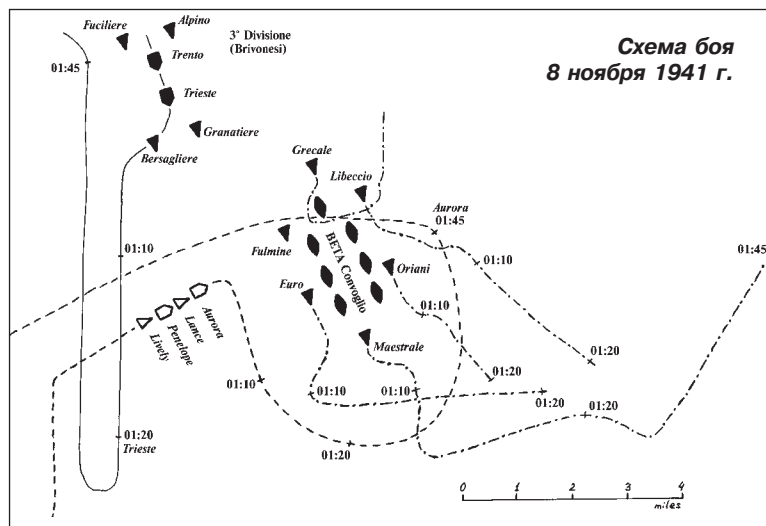 Схема боя
8 ноября 1941 г.
Fuciliere
Alpino
3° Divisione
(Brivonesi)
01:45
Trento
Trieste
Granatiere
Bersagliere
Grecale
Libeccio
Aurora
01:45
Fulmine
BETA Convoglio
01:10
Euro
Oriani
01:10
01:45
Lively
Penelope
Lance
Aurora
01:10
Maestrale
01:10
01:10
01:10
01:20
01:20
01:20
01:20
01:20
Trieste
01:20
0 1 2 3 4
miles